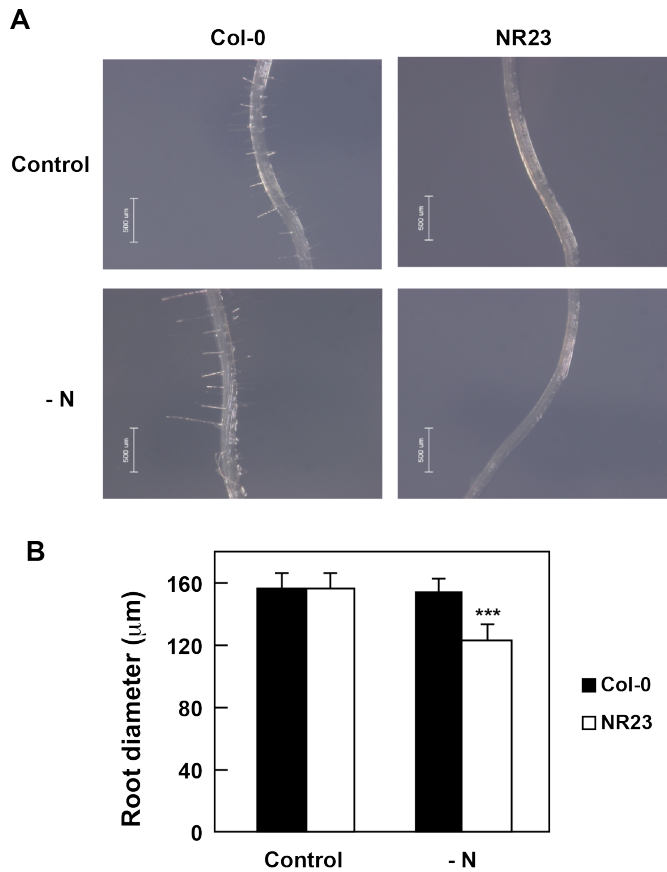 A
Col-0 NR23
Control
500 um
500 um
- N
500 um
500 um
B
Root diameter (μm)
160
120
80
40
0
***
Control - N
Col-0
NR23